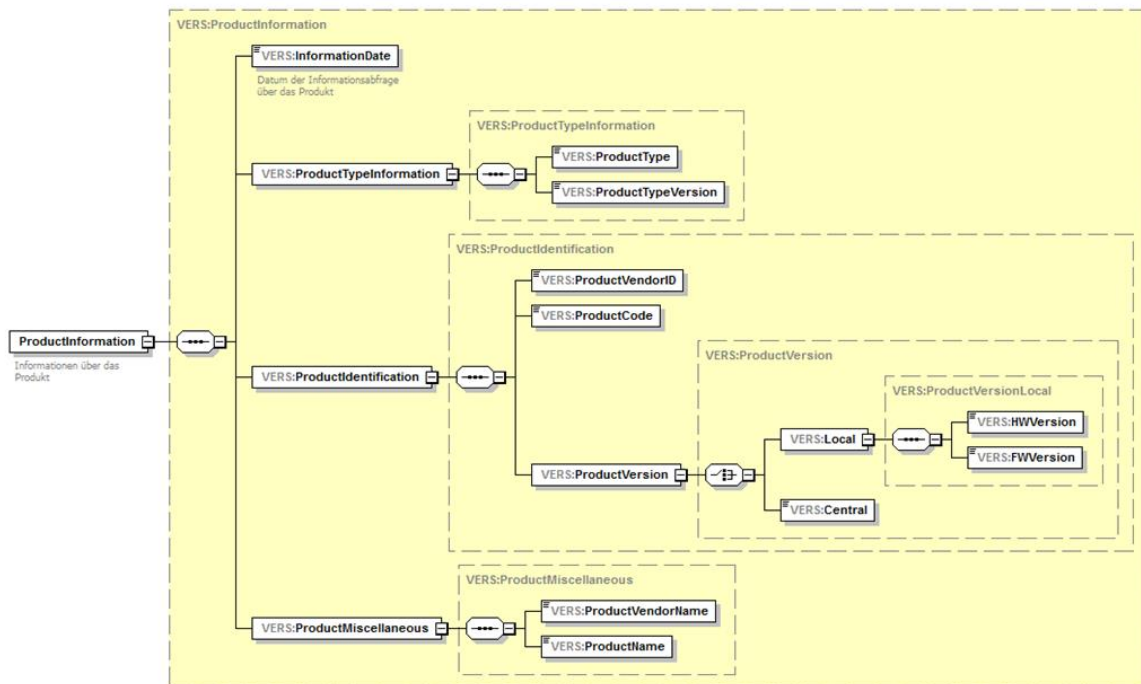 VERS:ProductInformation
VERS:InformationDate
Datum der Informationsabfrage
über das Produkt
VERS:ProductTypeInformation
VERS:ProductTypeInformation
VERS:ProductType
VERS:ProductTypeVersion
ProductInformation
Informationen über das
Produkt
VERS:ProductIdentification
VERS:ProductIdentification
VERS:ProductVendorID
VERS:ProductCode
VERS:ProductVersion
VERS:ProductVersion
VERS:Local
VERS:ProductVersionLocal
VERS:HWVersion
VERS:FWVersion
VERS:Central
VERS:ProductMiscellaneous
VERS:ProductMiscellaneous
VERS:ProductVendorName
VERS:ProductName